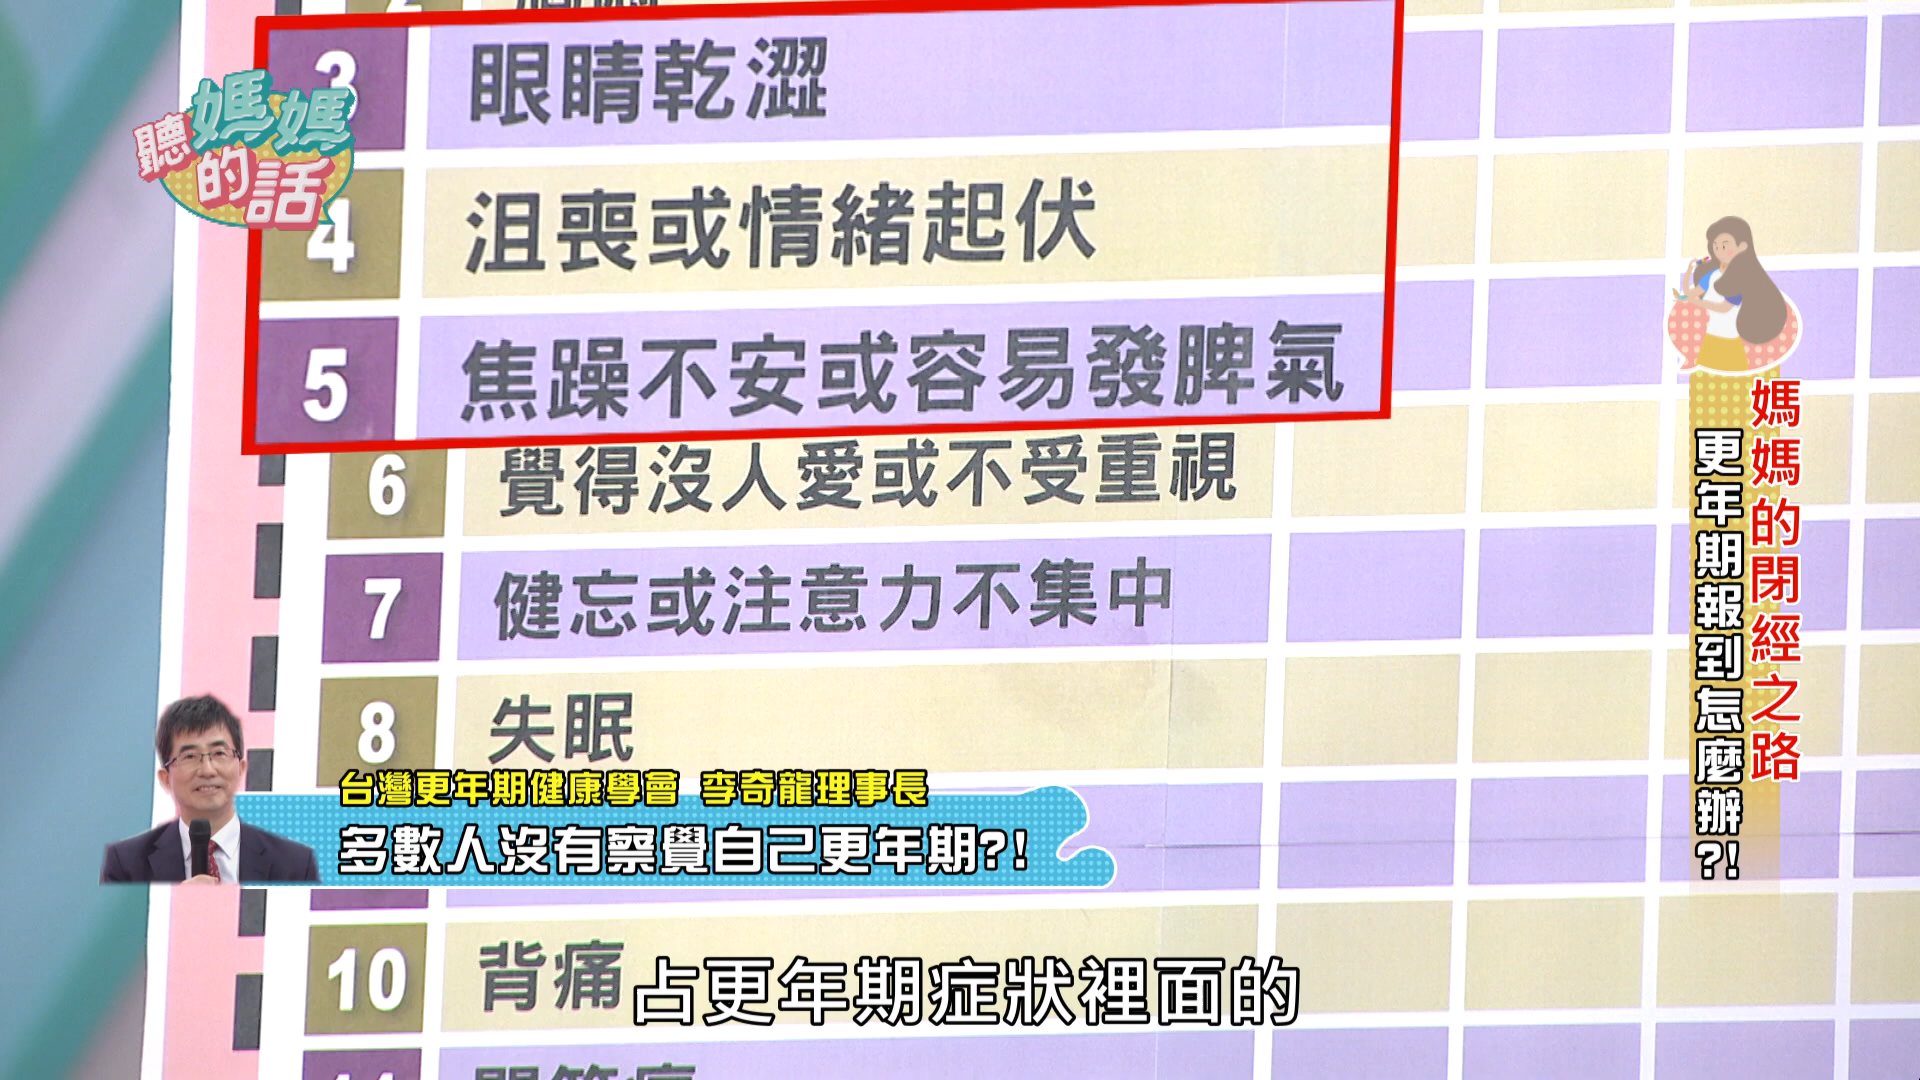 3 眼睛乾澀
聽媽媽的話
4 沮喪或情緒起伏
5 焦躁不安或容易發脾氣
6 覺得沒人愛或不受重視
7 健忘或注意力不集中
8 失眠
10 背痛
媽媽的閉經之路
更年期報到怎麼辦?!
台灣更年期健康學會 李奇龍理事長
多數人沒有察覺自己更年期?!
占更年期症狀裡面的